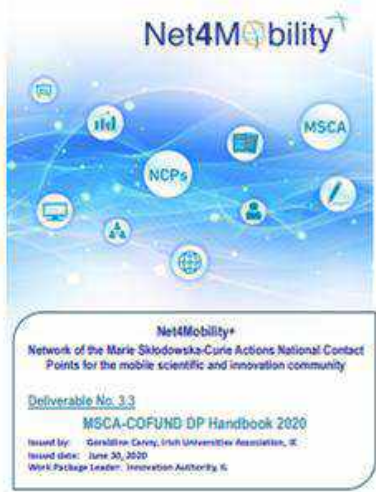 Net4Mobility+
MSCA
NCPs
Net4Mobility+
Network of the Marie Skłodowska-Curie Actions National Contact
Points for the mobile scientific and innovation community
Deliverable No. 3.3
MSCA-COFUND DP Handbook 2020
Issued by: Geraldine Canny, Irish Universities Association, IE
Issued date: June 30, 2020
Work Package Leader: Innovation Authority, IL